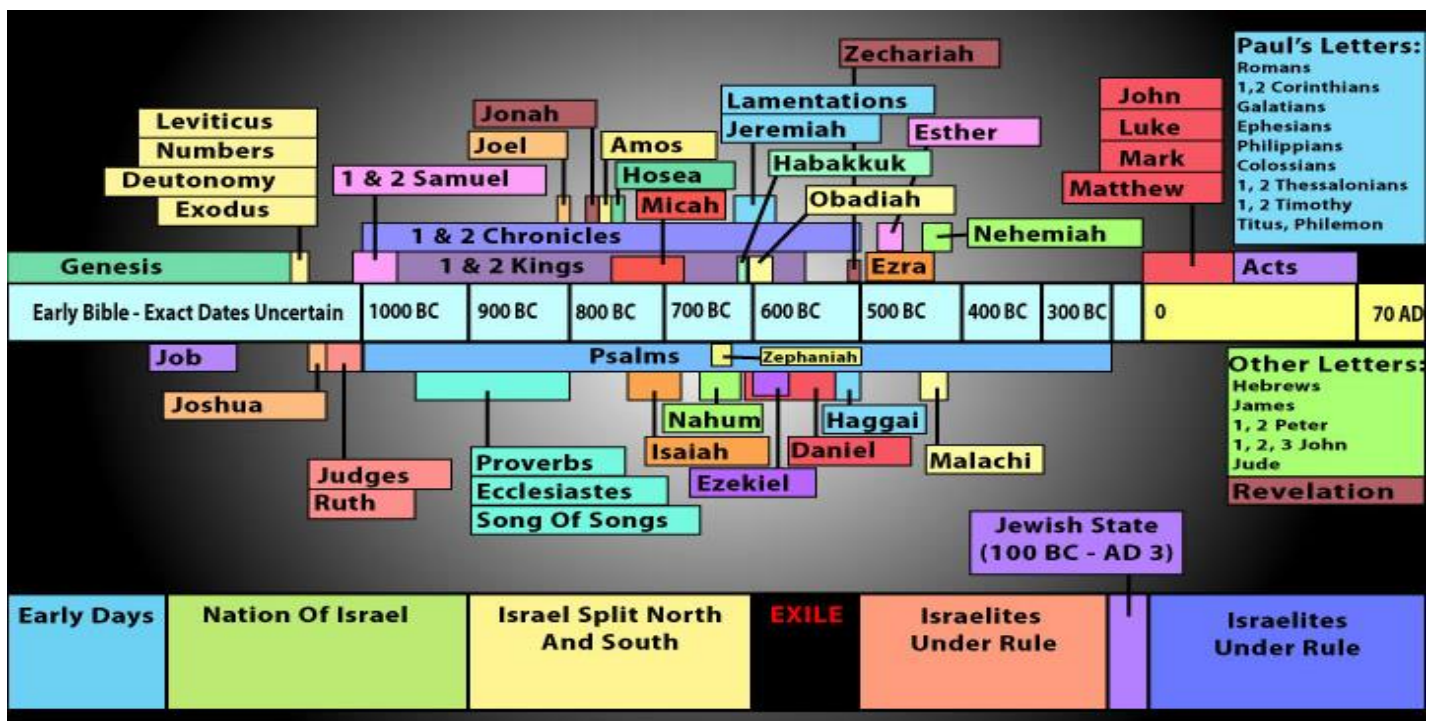 Zechariah
Paul's Letters:
Romans
1,2 Corinthians
Galatians
Ephesians
Philippians
Colossians
1, 2 Thessalonians
1, 2 Timothy
Titus, Philemon
Lamentations
Jeremiah
John
Luke
Mark
Matthew
Leviticus
Numbers
Deutonomy
Exodus
Jonah
Joel
Amos
Hosea
Micah
Esther
Habakkuk
Obadiah
1 & 2 Samuel
1 & 2 Chronicles
Nehemiah
Genesis
1 & 2 Kings
Ezra
Acts
Early Bible - Exact Dates Uncertain
1000 BC
900 BC
800 BC
700 BC
600 BC
500 BC
400 BC
300 BC
0
70 AD
Job
Psalms
Zephaniah
Joshua
Nahum
Haggai
Isaiah
Daniel
Malachi
Ezekiel
Judges
Ruth
Proverbs
Ecclesiastes
Song Of Songs
Other Letters:
Hebrews
James
1, 2 Peter
1, 2, 3 John
Jude
Revelation
Jewish State
(100 BC - AD 3)
Early Days
Nation Of Israel
Israel Split North
And South
EXILE
Israelites
Under Rule
Israelites
Under Rule